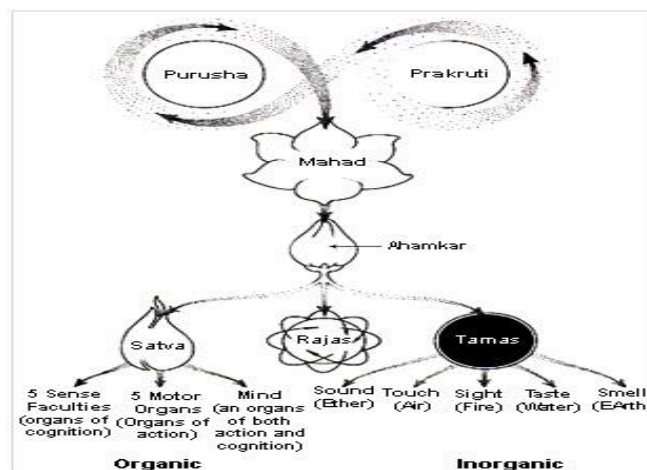 Purusha
Prakruti
Mahad
Ahamkar
Satva
Rajas
Tamas
5 Sense
Faculties
(organs of
cognition)
5 Motor
Organs
(Organs of
action)
Mind
(an organs
of both
action and
cognition)
Sound
(Ether)
Touch
(Air)
Sight
(Fire)
Taste
(Water)
Smell
(EArth)
Organic
Inorganic